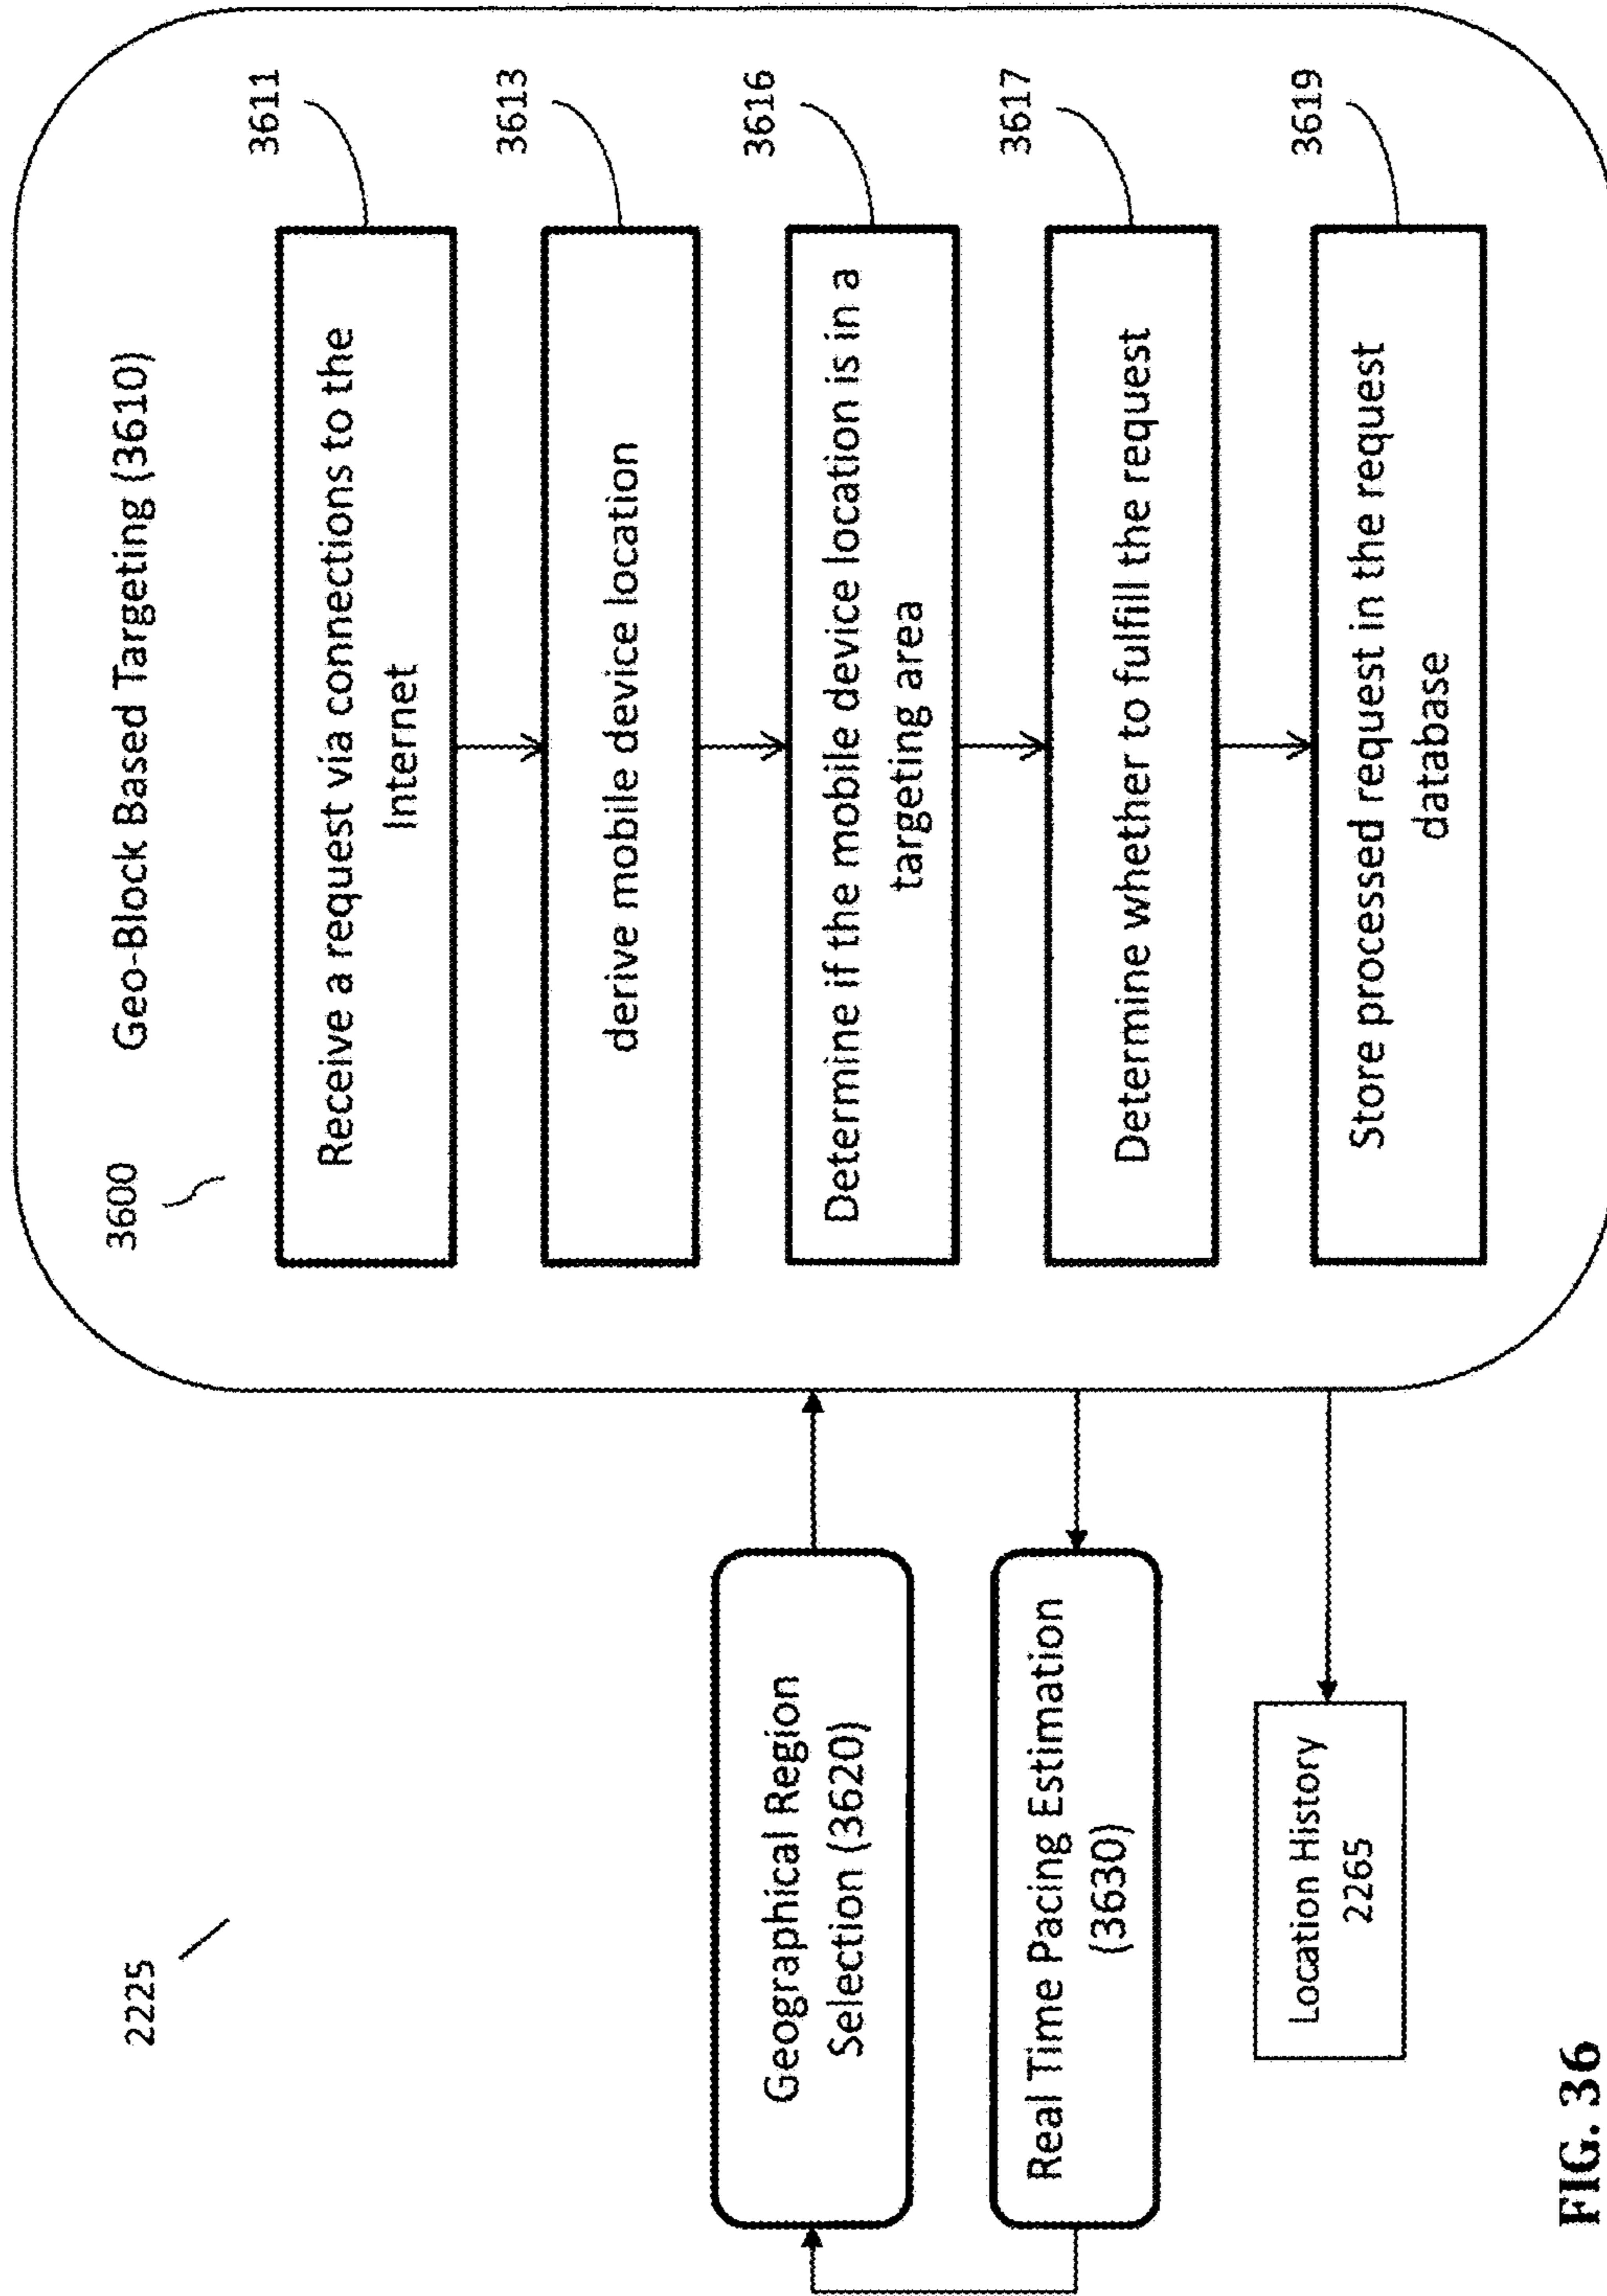 2225
3600
Geo-Block Based Targeting (3610)
Receive a request via connections to the
Internet
3611
derive mobile device location
3613
Determine if the mobile device location is in a
targeting area
3616
Determine whether to fulfill the request
3617
Store processed request in the request
database
3619
Geographical Region
Selection (3620)
Real Time Pacing Estimation
(3630)
Location History
2265
FIG. 36